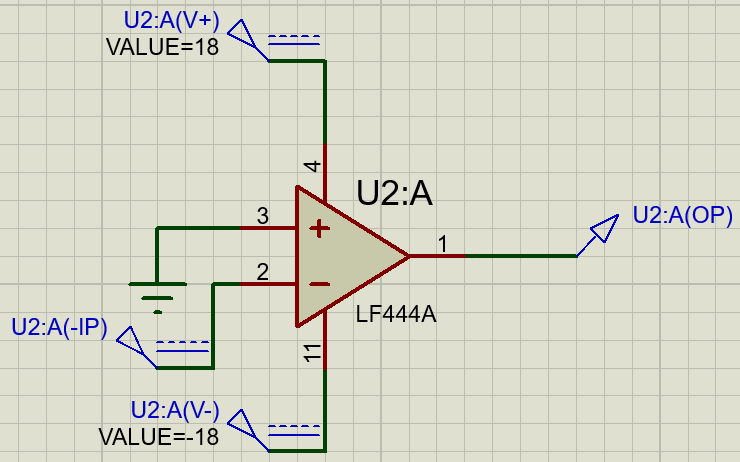 U2:A(V+)
VALUE=18
4
U2:A
3
1
U2:A(OP)
2
LF444A
U2:A(-IP)
11
U2:A(V-)
VALUE=-18